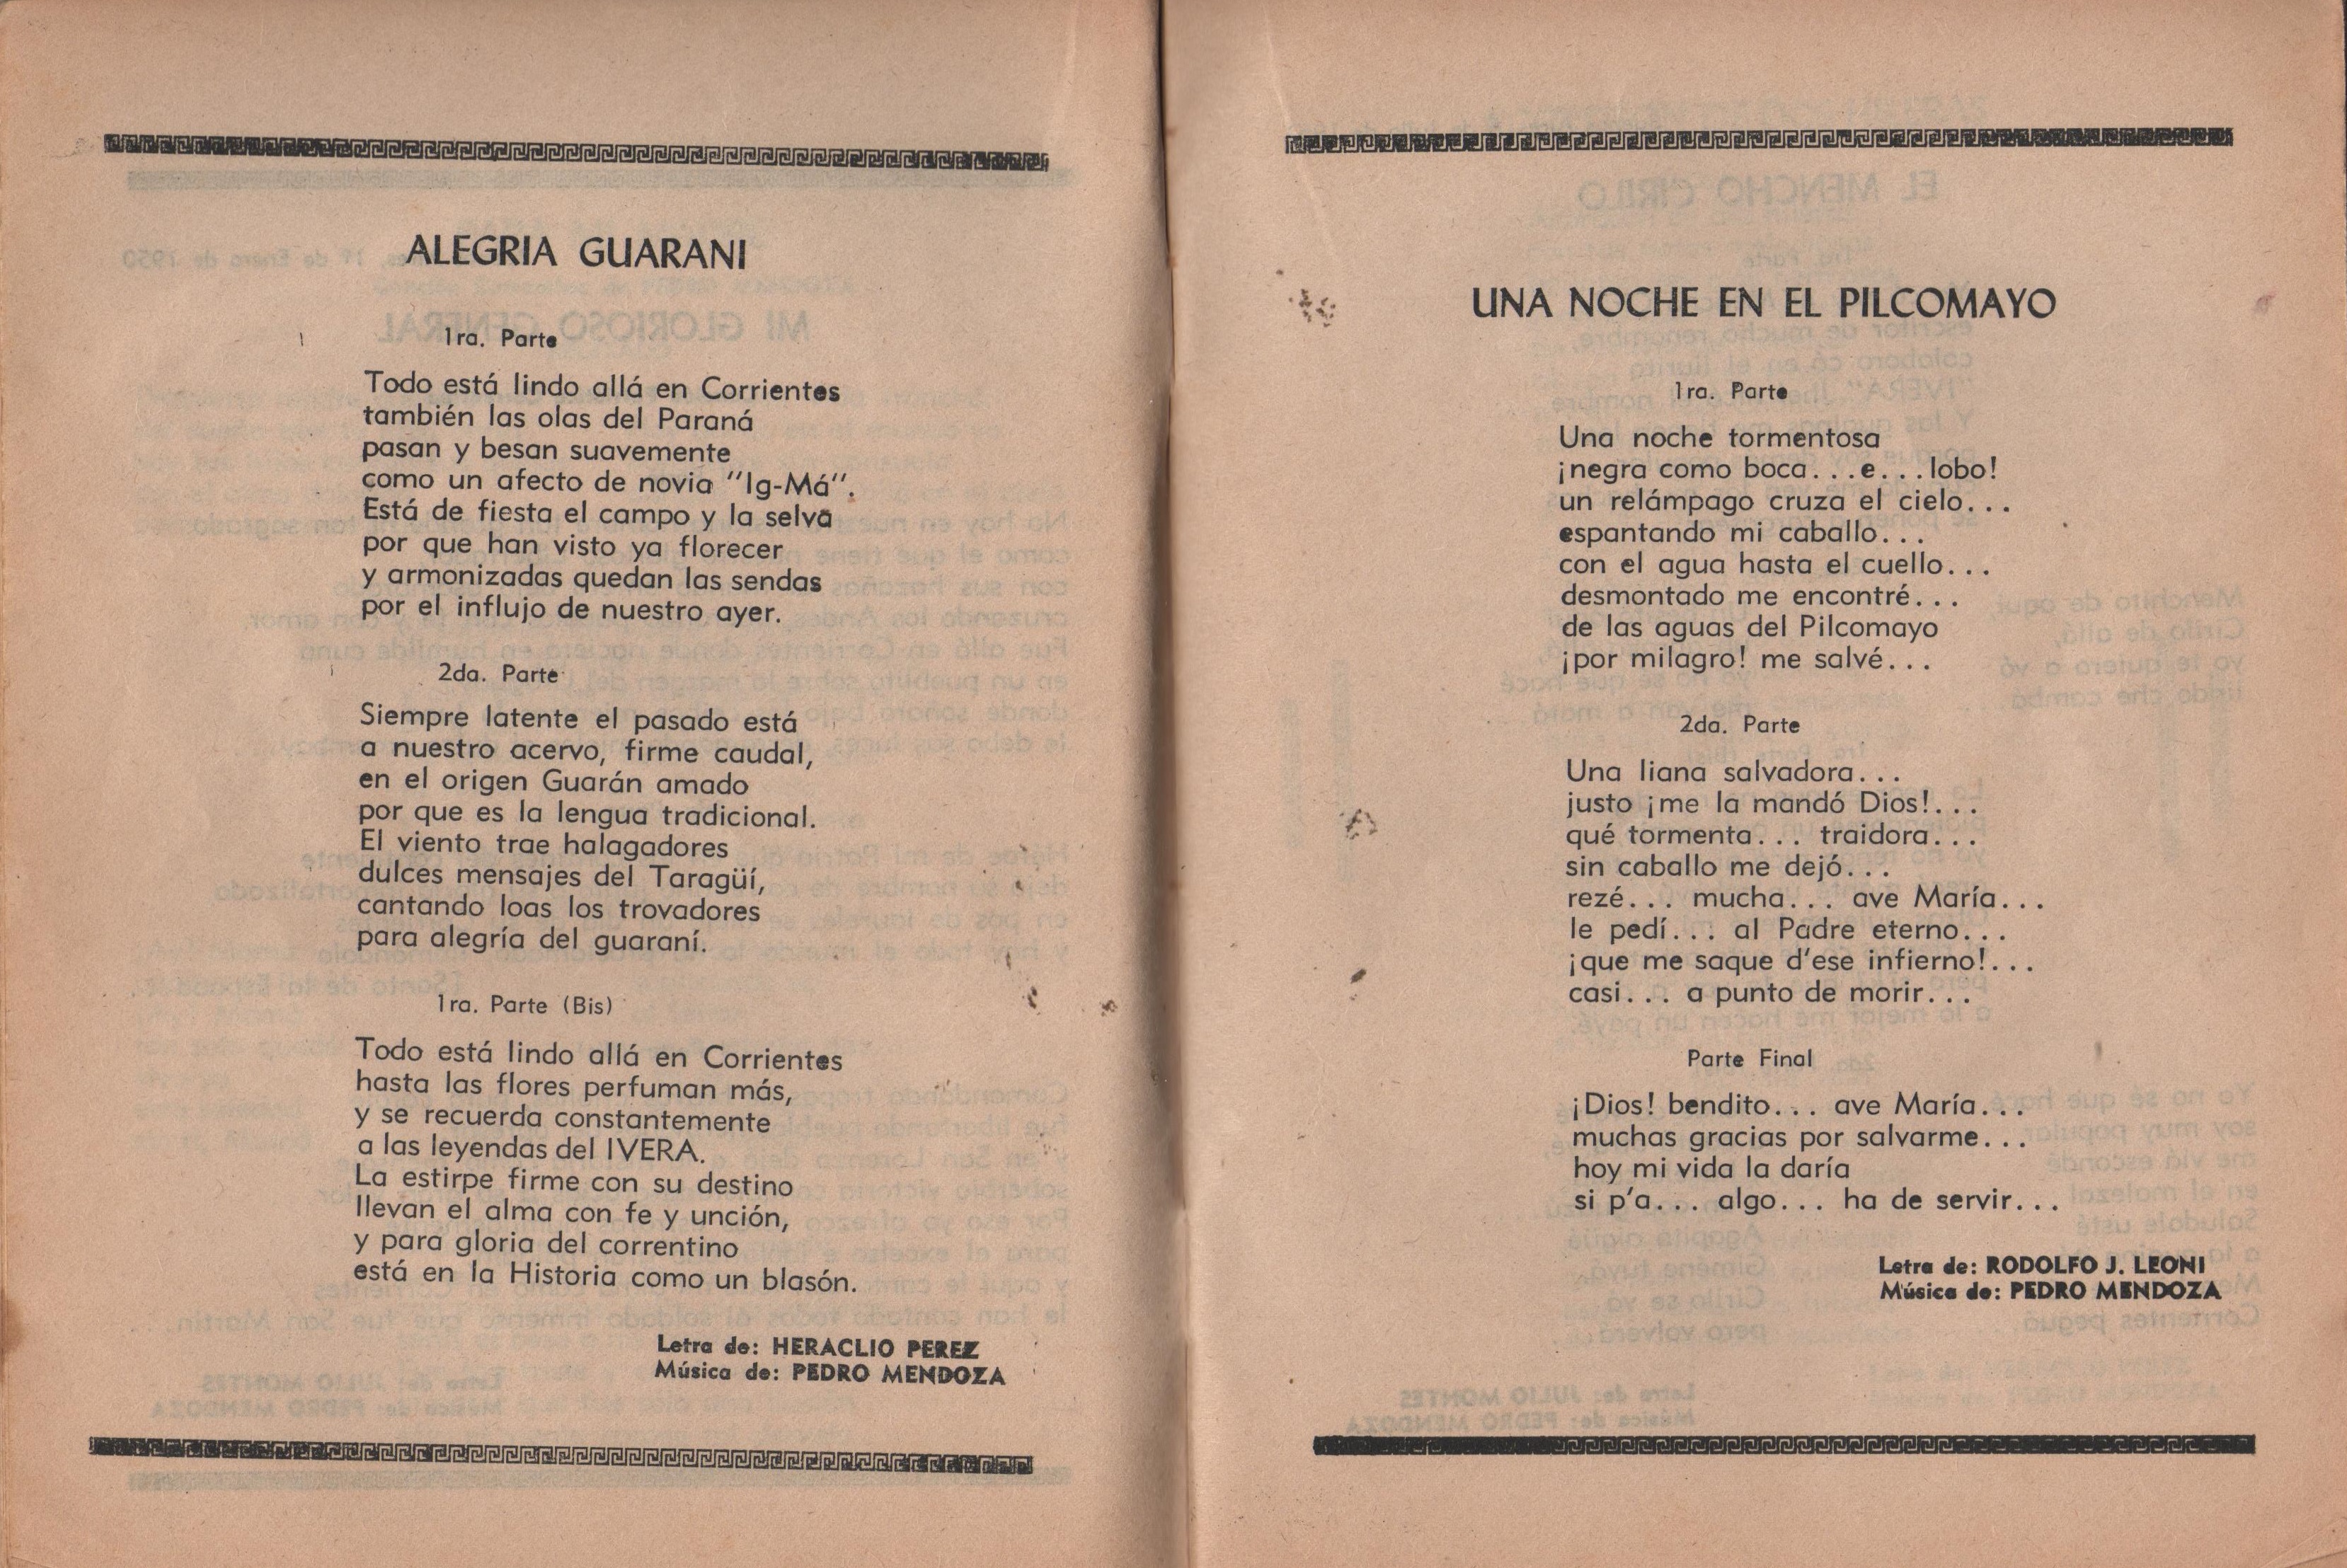 ALEGRIA GUARANI
1ra. Parte
Todo está lindo allá en Corrientes
también las olas del Paraná
pasan y besan suavemente
como un afecto de novia "Ig-Má".
Está de fiesta el campo y la selva
por que han visto ya florecer
y armonizadas quedan las sendas
por el influjo de nuestro ayer.
2da. Parte
Siempre latente el pasado está
a nuestro acervo, firme caudal,
en el origen Guarán amado
por que es la lengua tradicional.
El viento trae halagadores
dulces mensajes del Taragüí,
cantando loas los trovadores
para alegría del guaraní.
1ra. Parte (Bis)
Todo está lindo allá en Corrientes
hasta las flores perfuman más,
y se recuerda constantemente
a las leyendas del IVERA.
La estirpe firme con su destino
llevan el alma con fe y unción,
y para gloria del correntino
está en la Historia como un blasón.
Letra de: HERACLIO PEREZ
Música de: PEDRO MENDOZA
UNA NOCHE EN EL PILCOMAYO
1ra. Parte
Una noche tormentosa
¡negra como boca...e...lobo!
un relámpago cruza el cielo...
espantando mi caballo...
con el agua hasta el cuello...
desmontado me encontré...
de las aguas del Pilcomayo
¡por milagro! me salvé...
2da. Parte
Una liana salvadora...
justo ¡me la mandó Dios!...
qué tormenta... traidora...
sin caballo me dejó...
rezé... mucha... ave María...
le pedí... al Padre eterno...
¡que me saque d'ese infierno!...
casi... a punto de morir...
Parte Final
¡Dios! bendito... ave María...
muchas gracias por salvarme...
hoy mi vida la daría
si p'a... algo... ha de servir...
Letra de: RODOLFO J. LEONI
Música de: PEDRO MENDOZA